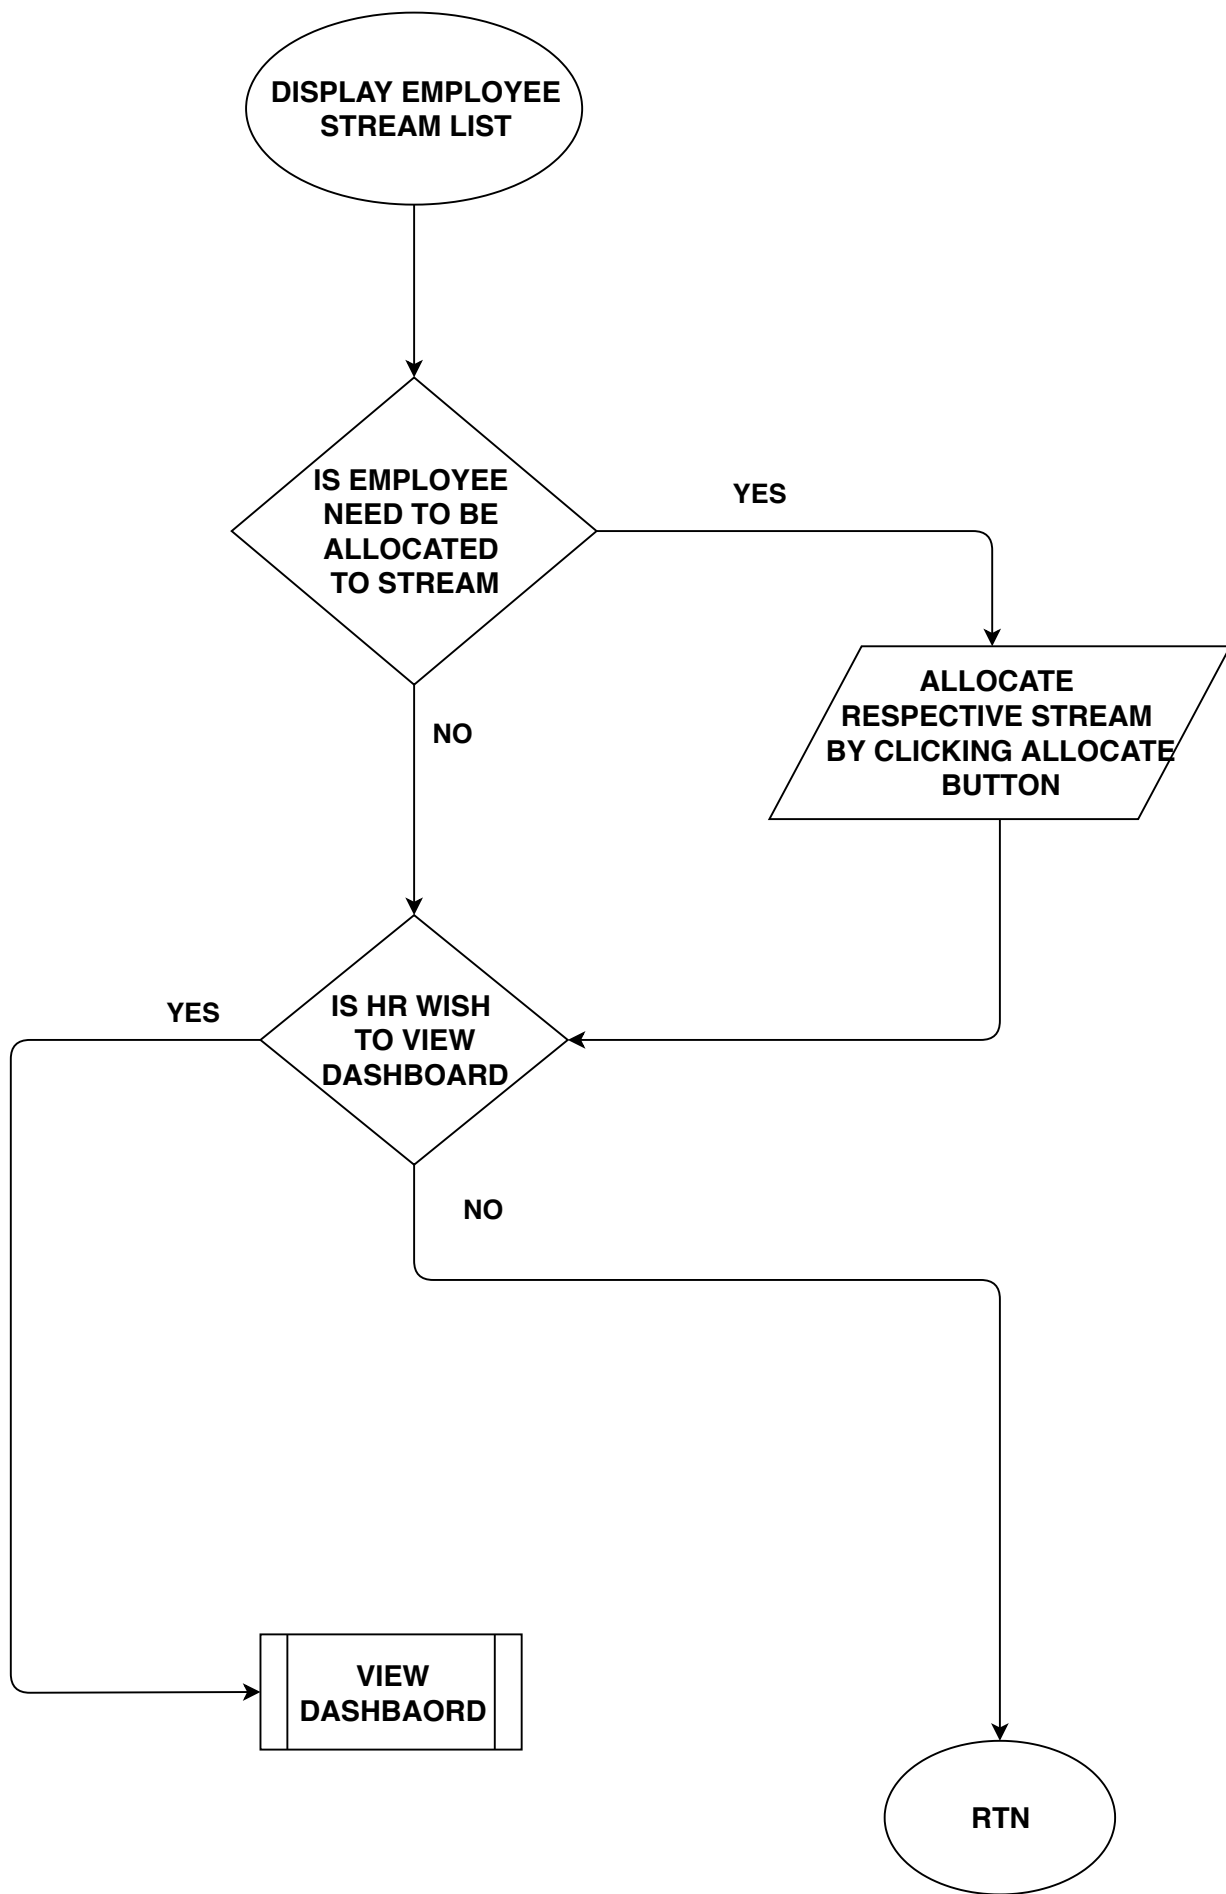 DISPLAY EMPLOYEE
STREAM LIST
IS EMPLOYEE
NEED TO BE
ALLOCATED
TO STREAM
YES
ALLOCATE
RESPECTIVE STREAM
BY CLICKING ALLOCATE
BUTTON
NO
IS HR WISH
TO VIEW
DASHBOARD
YES
NO
VIEW
DASHBAORD
RTN